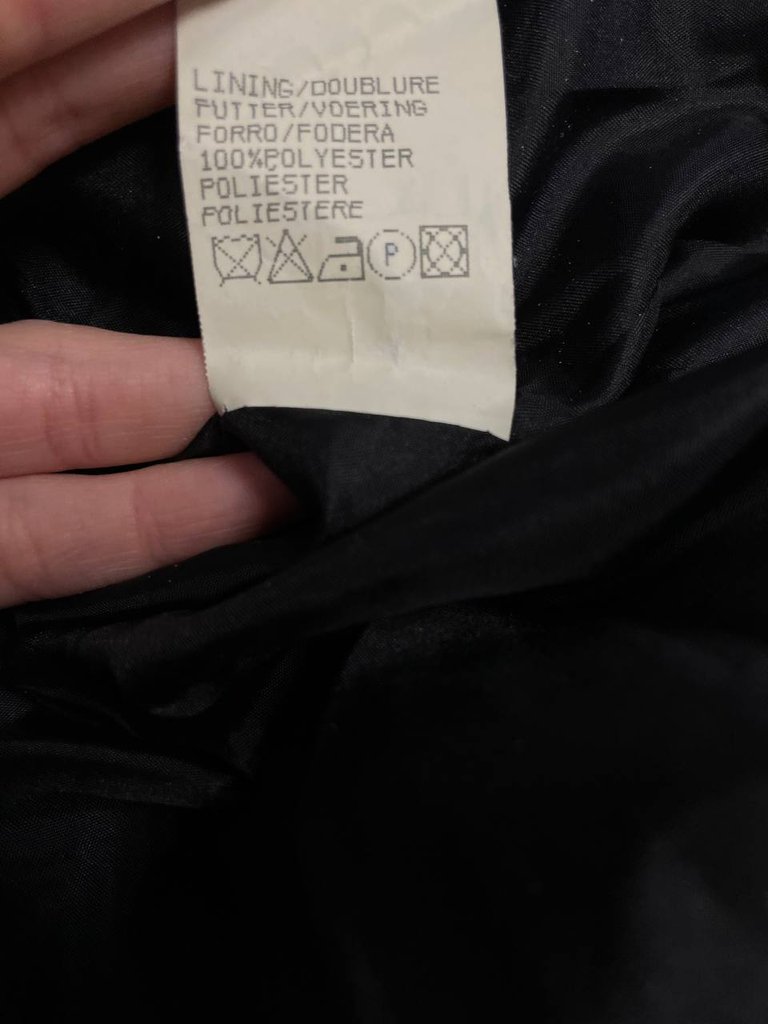 LINING/DOUBLURE
FUTTER/VOERING
FORRO/FODERA
100%POLYESTER
POLIESTER
POLIESTERE
P